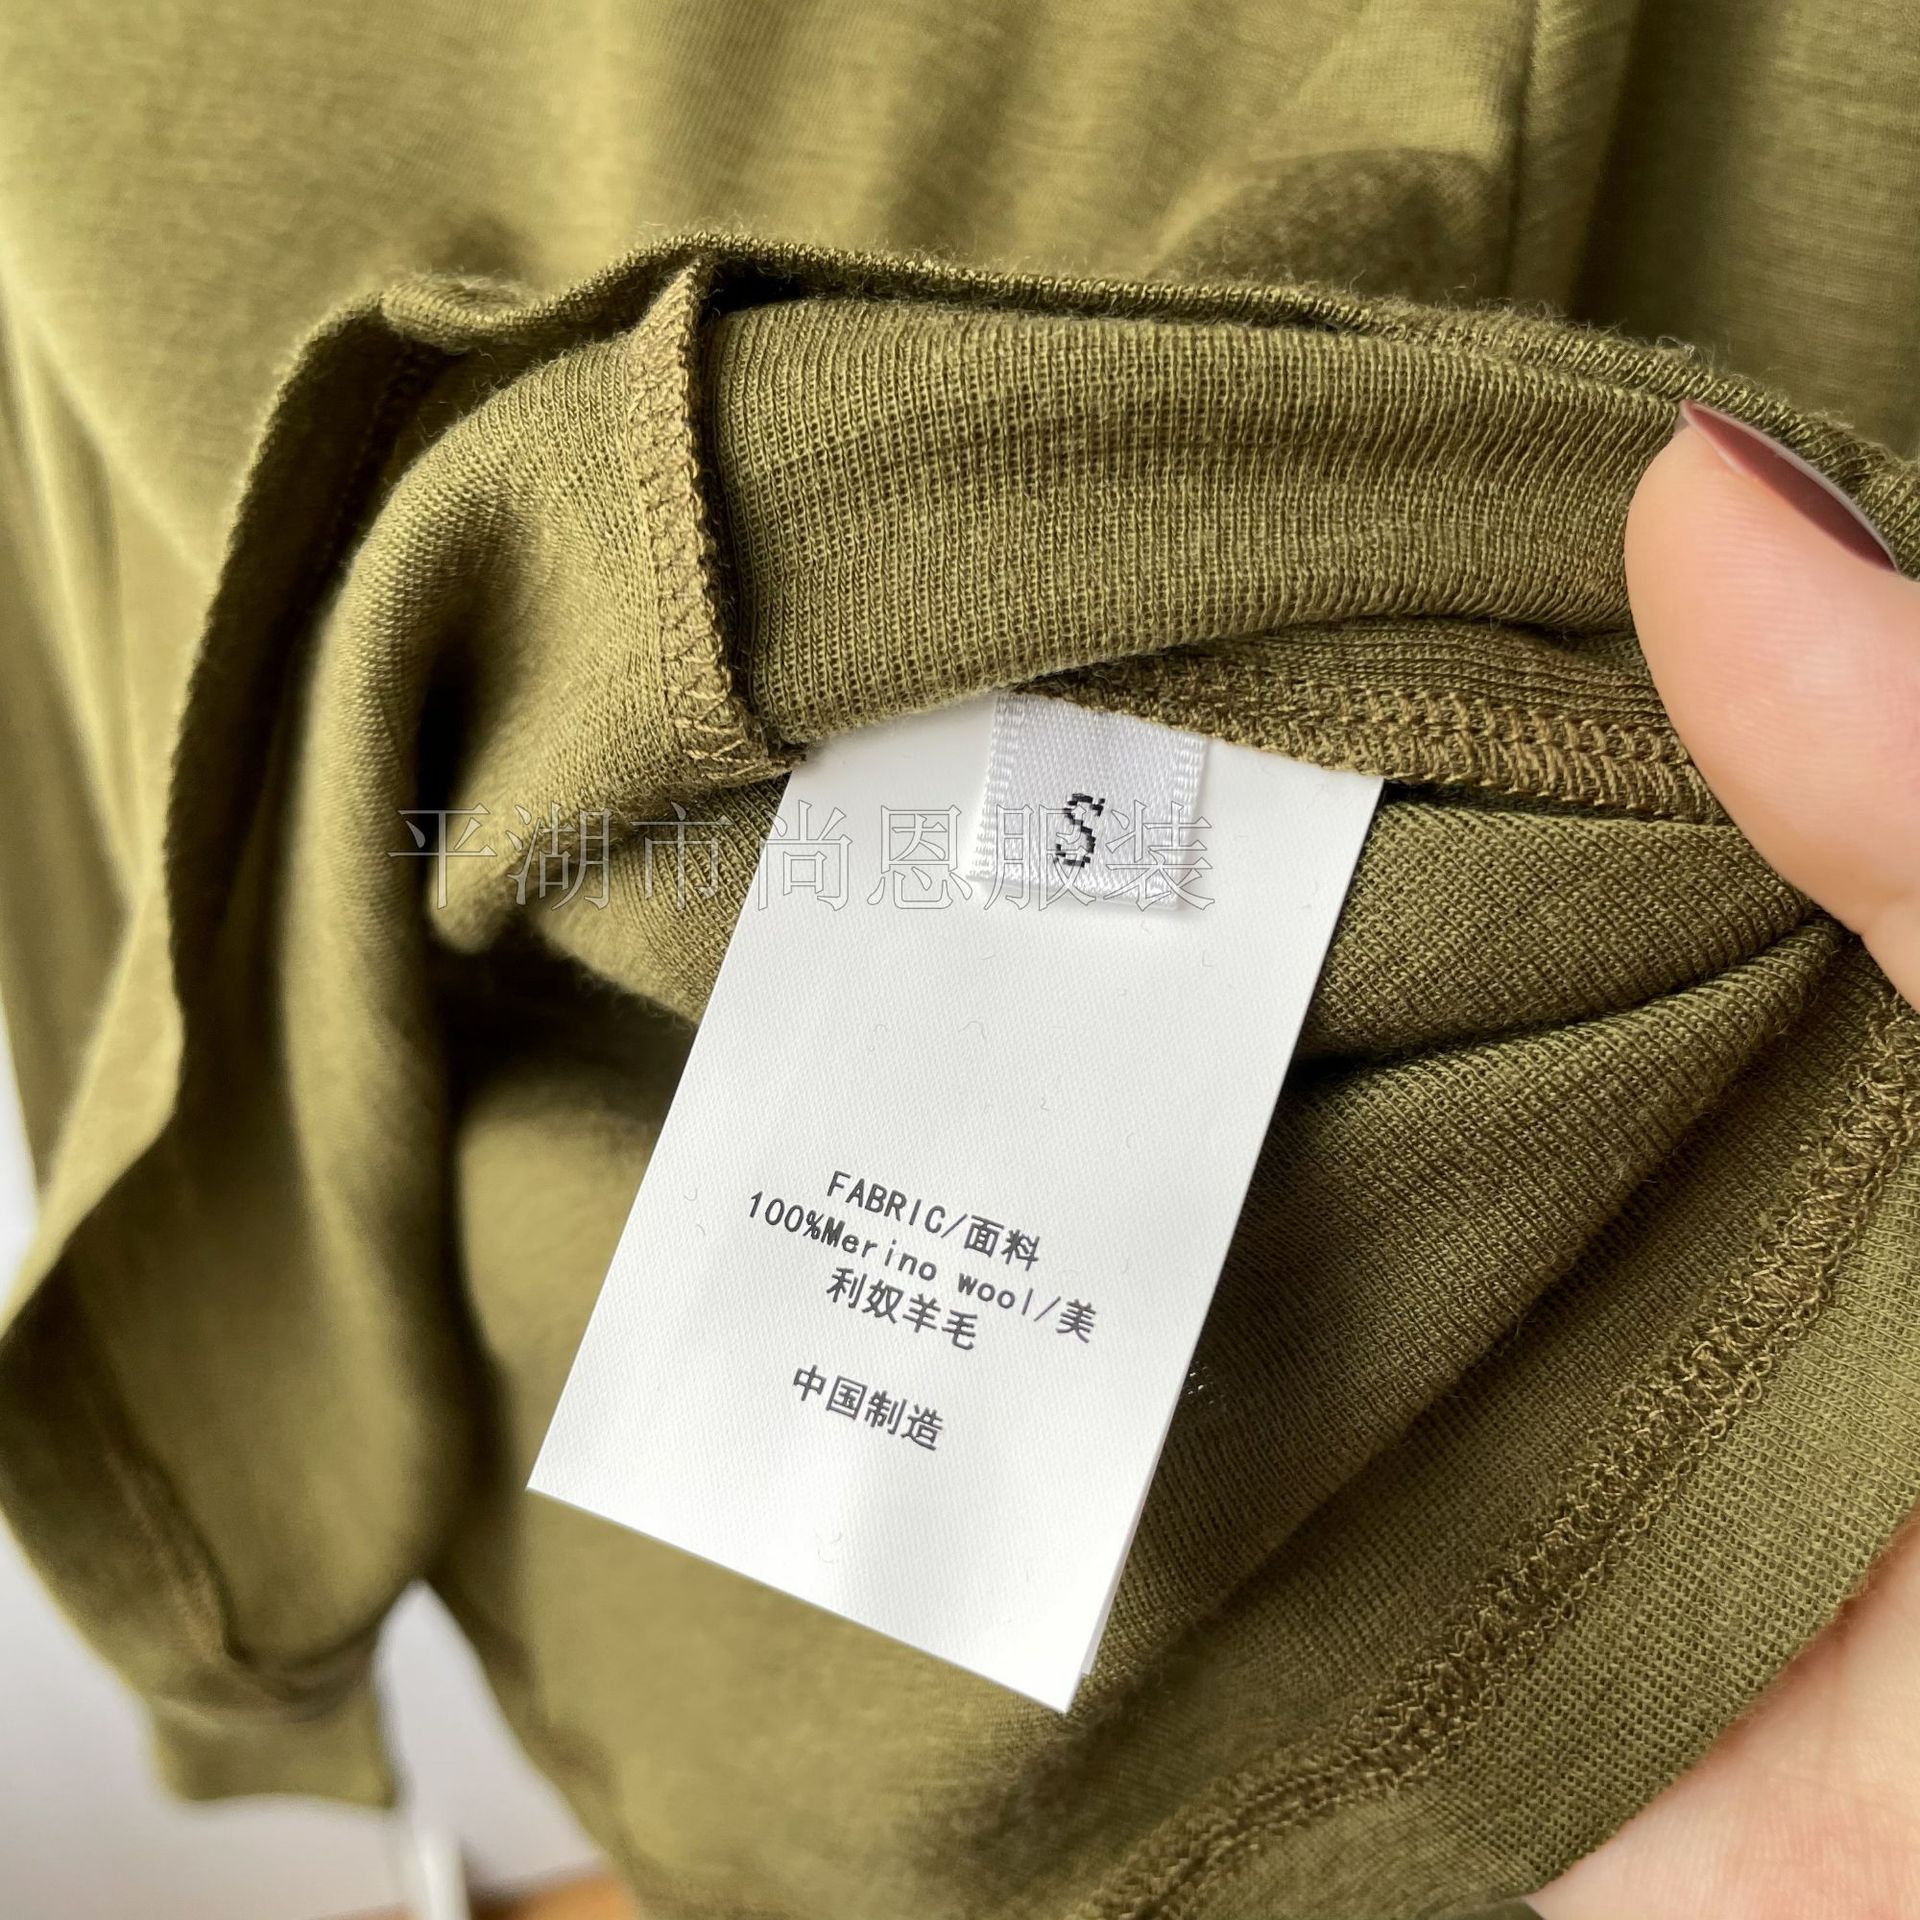 S
平湖市尚恩服装
FABRIC/面料
100%Merino wool/美
利奴羊毛
中国制造